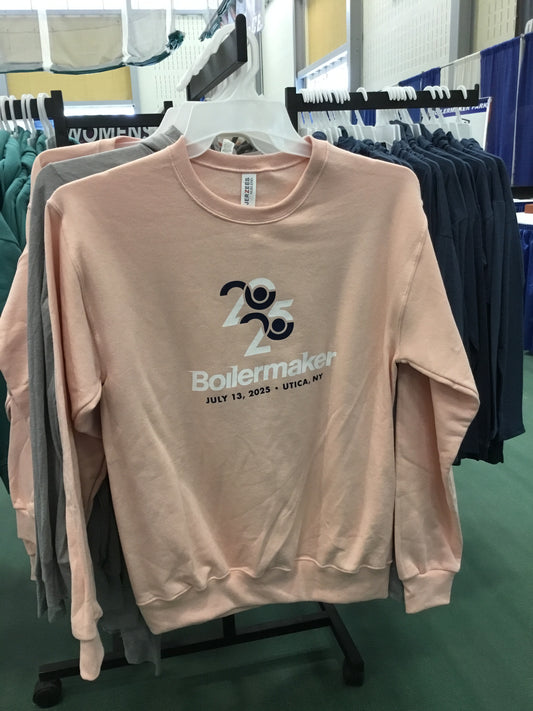 WOMENS
JERZEES
2025
Boilermaker
JULY 13, 2025 • UTICA, NY